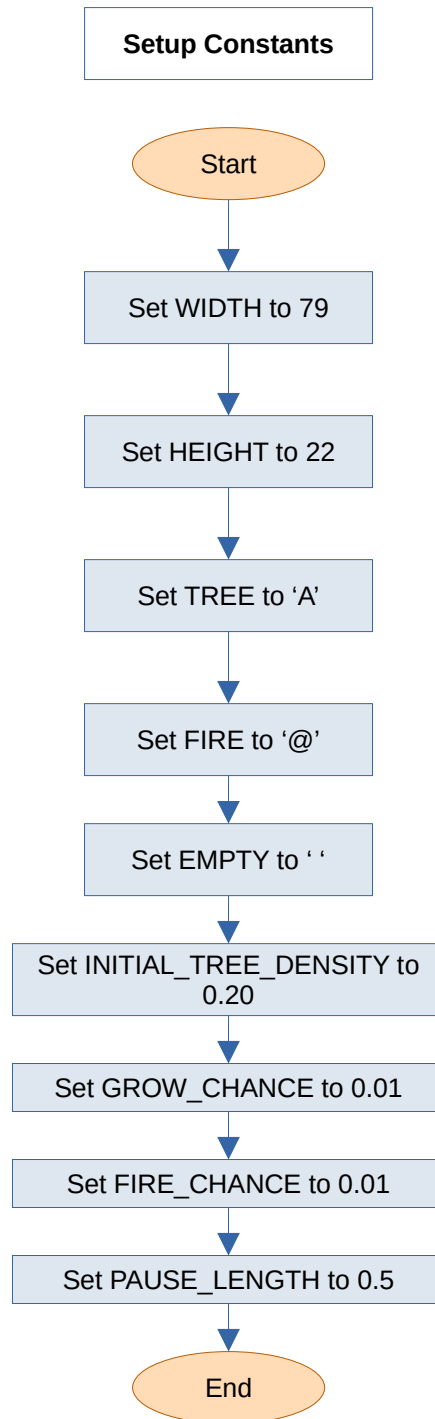 Setup Constants
Start
Set WIDTH to 79
Set HEIGHT to 22
Set TREE to ‘A’
Set FIRE to ‘@’
Set EMPTY to ‘ ‘
Set INITIAL_TREE_DENSITY to
0.20
Set GROW_CHANCE to 0.01
Set FIRE_CHANCE to 0.01
Set PAUSE_LENGTH to 0.5
End